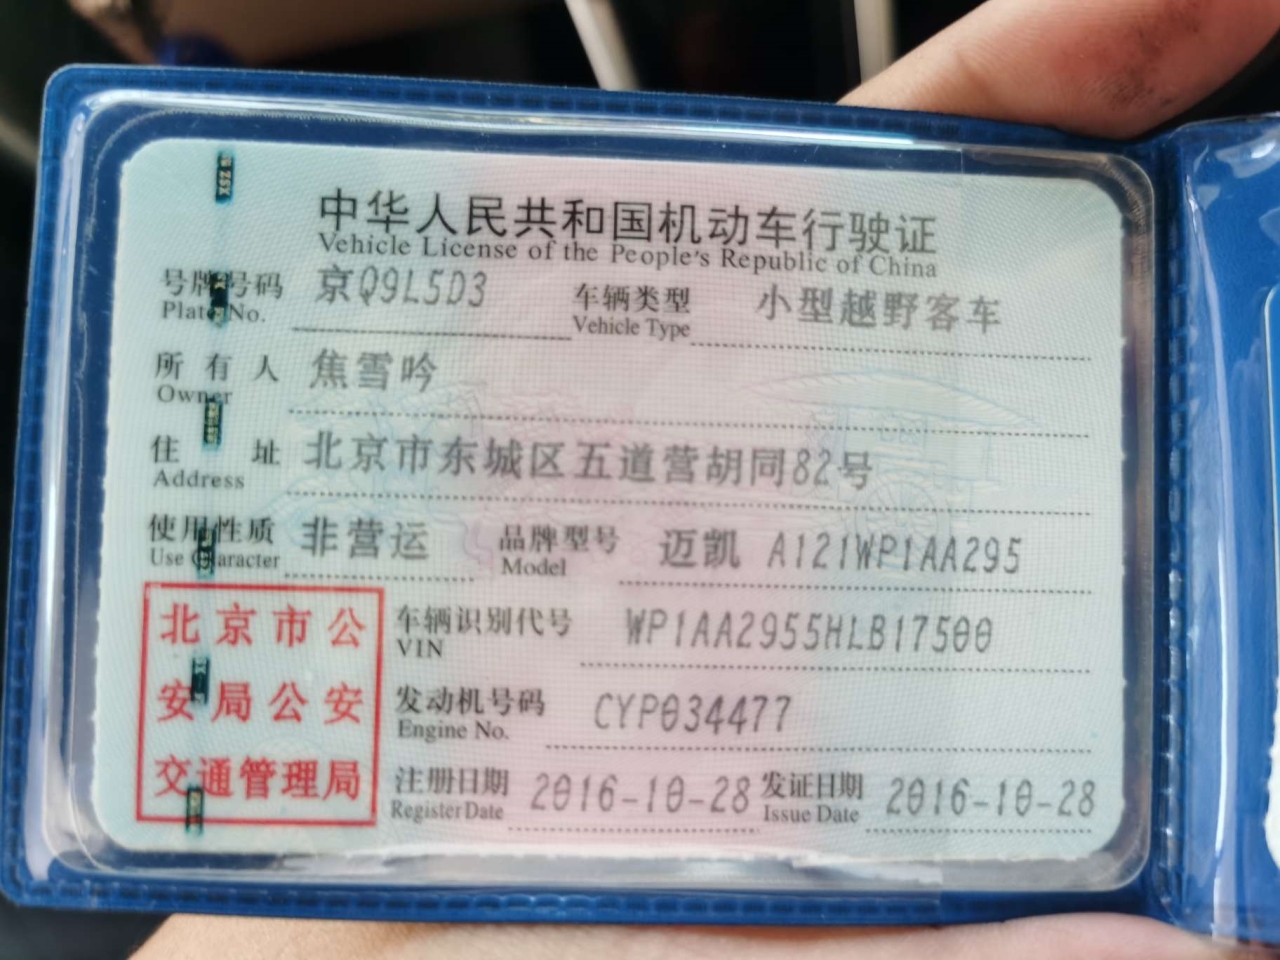 中华人民共和国机动车行驶证
Vehicle License of the People's Republic of China
号牌号码 京Q9L5D3 车辆类型 小型越野客车
Plate No. Vehicle Type
所有人 焦雪吟
Owner
住址 北京市东城区五道营胡同82号
Address
使用性质 非营运 品牌型号 迈凯 A121WP1AA295
Use Character Model
北京市公
安局公安
交通管理局
车辆识别代号 WP1AA2955HLB17500
VIN
发动机号码 CYP034477
Engine No.
注册日期 2016-10-28 发证日期 2016-10-28
Register Date Issue Date